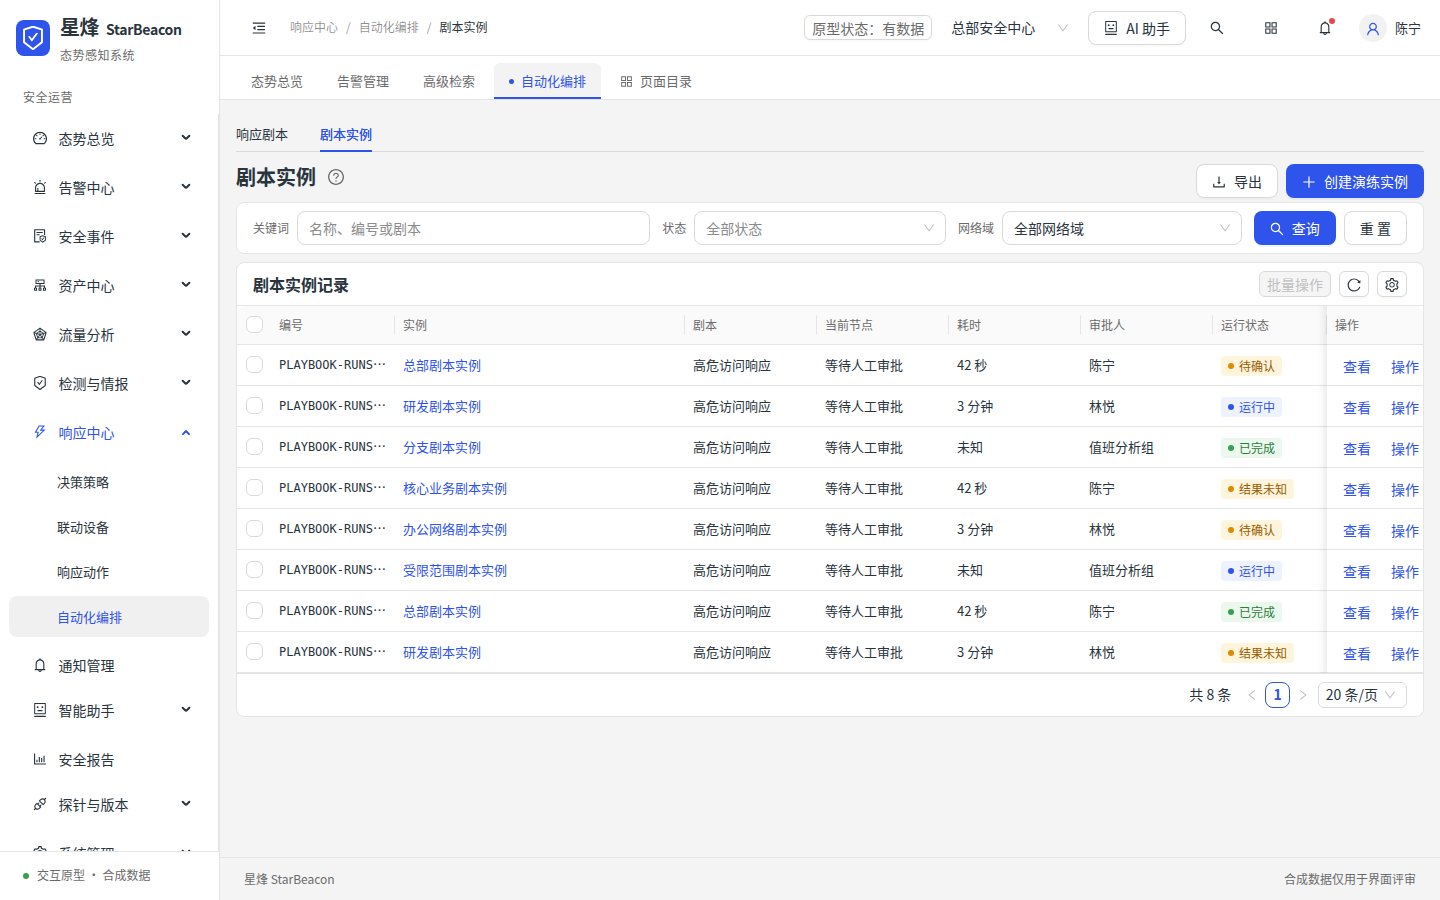 星烽 StarBeacon
态势感知系统
安全运营
态势总览
告警中心
安全事件
资产中心
流量分析
检测与情报
响应中心
决策策略
联动设备
响应动作
自动化编排
通知管理
智能助手
安全报告
探针与版本
系统管理
交互原型 · 合成数据
响应中心 / 自动化编排 / 剧本实例
原型状态：有数据
总部安全中心
AI 助手
陈宁
态势总览 告警管理 高级检索 自动化编排 页面目录
响应剧本 剧本实例
剧本实例
导出 创建演练实例
关键词 名称、编号或剧本 状态 全部状态 网络域 全部网络域 查询 重 置
剧本实例记录 批量操作
编号 实例 剧本 当前节点 耗时 审批人 运行状态 操作
PLAYBOOK-RUNS··· 总部剧本实例 高危访问响应 等待人工审批 42 秒 陈宁 待确认 查看 操作
PLAYBOOK-RUNS··· 研发剧本实例 高危访问响应 等待人工审批 3 分钟 林悦 运行中 查看 操作
PLAYBOOK-RUNS··· 分支剧本实例 高危访问响应 等待人工审批 未知 值班分析组 已完成 查看 操作
PLAYBOOK-RUNS··· 核心业务剧本实例 高危访问响应 等待人工审批 42 秒 陈宁 结果未知 查看 操作
PLAYBOOK-RUNS··· 办公网络剧本实例 高危访问响应 等待人工审批 3 分钟 林悦 待确认 查看 操作
PLAYBOOK-RUNS··· 受限范围剧本实例 高危访问响应 等待人工审批 未知 值班分析组 运行中 查看 操作
PLAYBOOK-RUNS··· 总部剧本实例 高危访问响应 等待人工审批 42 秒 陈宁 已完成 查看 操作
PLAYBOOK-RUNS··· 研发剧本实例 高危访问响应 等待人工审批 3 分钟 林悦 结果未知 查看 操作
共 8 条 1 20 条/页
星烽 StarBeacon
合成数据仅用于界面评审